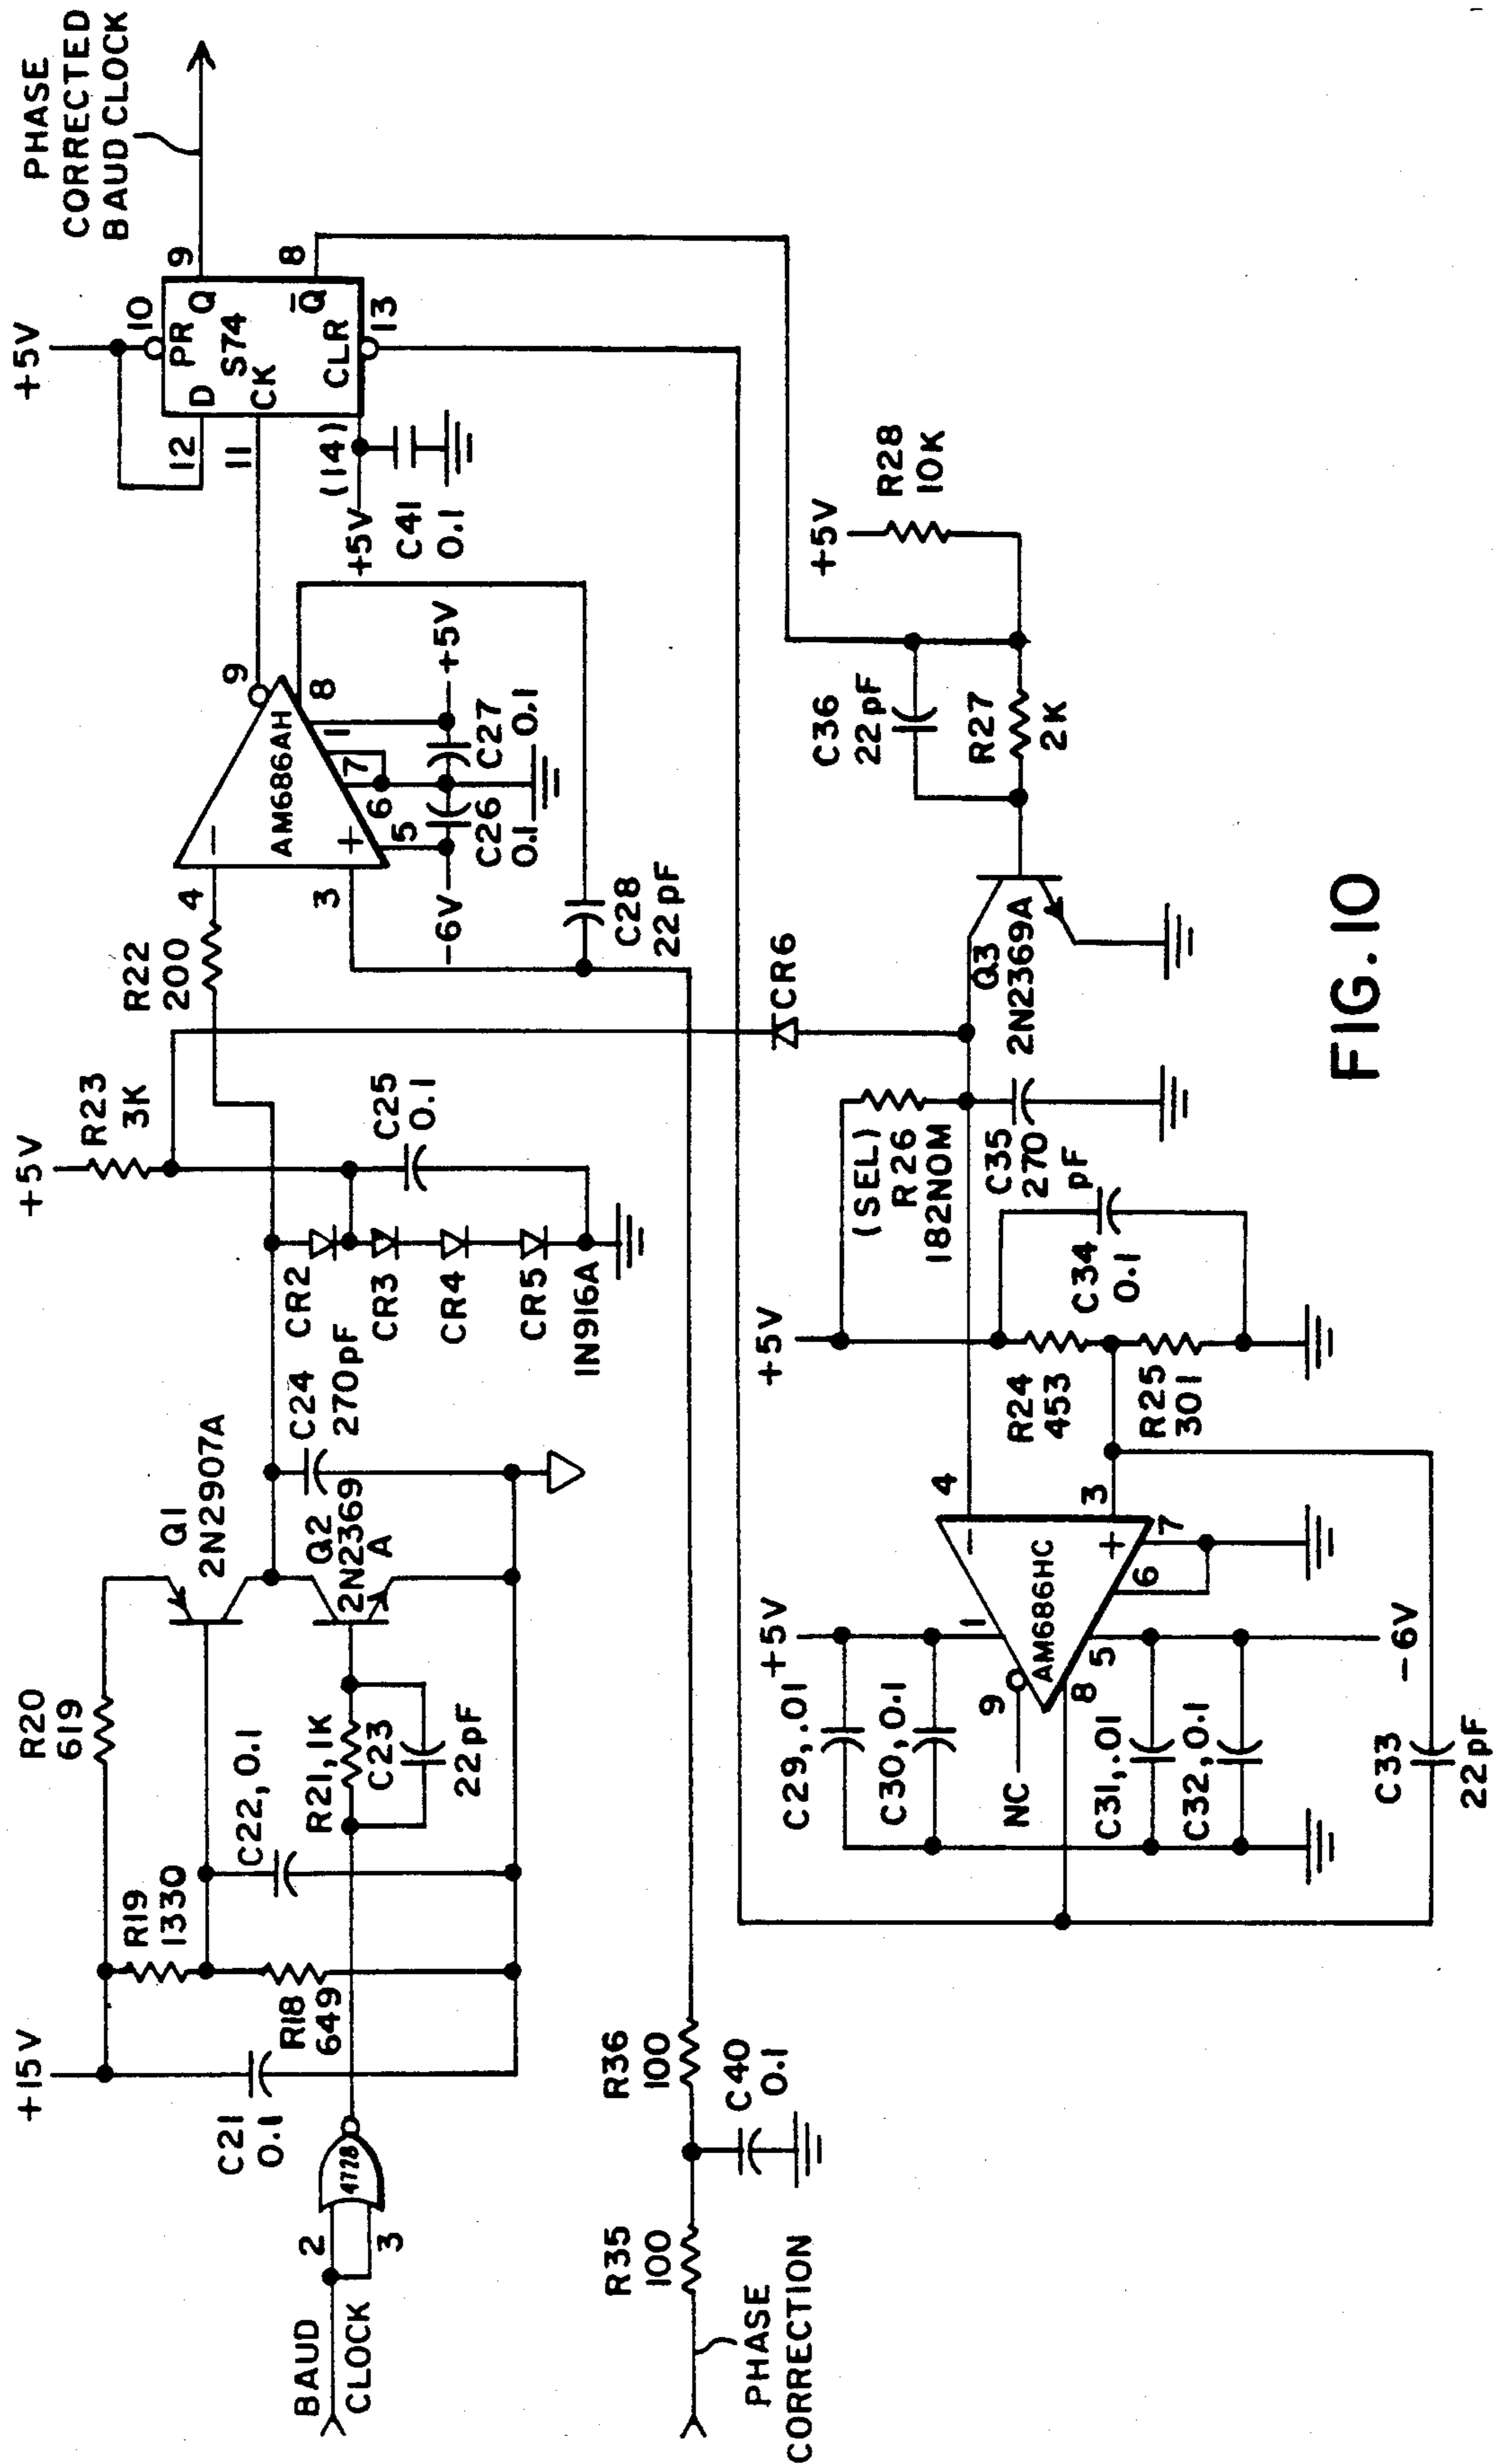 PHASE
CORRECTED
BAUD CLOCK
+5V
10
PR
D
Q
9
S74
12
CK
11
Q
8
CLR
13
(14)
+5V
C41
0.1
+5V
R23
3K
R22
200
4
−
AM686AH
+
3
9
8
1
7
6
5
+5V
C27
0.1
C26
0.1
-6V
C28
22pF
C25
0.1
CR2
CR3
CR4
CR5
1N916A
Q1
2N2907A
C24
270pF
Q2
2N2369
A
R20
619
C22, 0.1
R21, 1K
C23
22pF
R19
1330
+15V
R18
649
C21
0.1
4728
2
3
BAUD
CLOCK
R36
100
C40
0.1
R35
100
PHASE
CORRECTION
+5V
R28
10K
C36
22pF
R27
2K
CR6
Q3
2N2369A
(SEL)
R26
182NOM
C35
270
pF
C34
0.1
+5V
R24
453
R25
301
4
−
3
+
7
6
AM686HC
+5V
1
9
8
5
NC
C29, .01
C30, 0.1
C31, .01
C32, 0.1
-6V
C33
22pF
FIG. 10